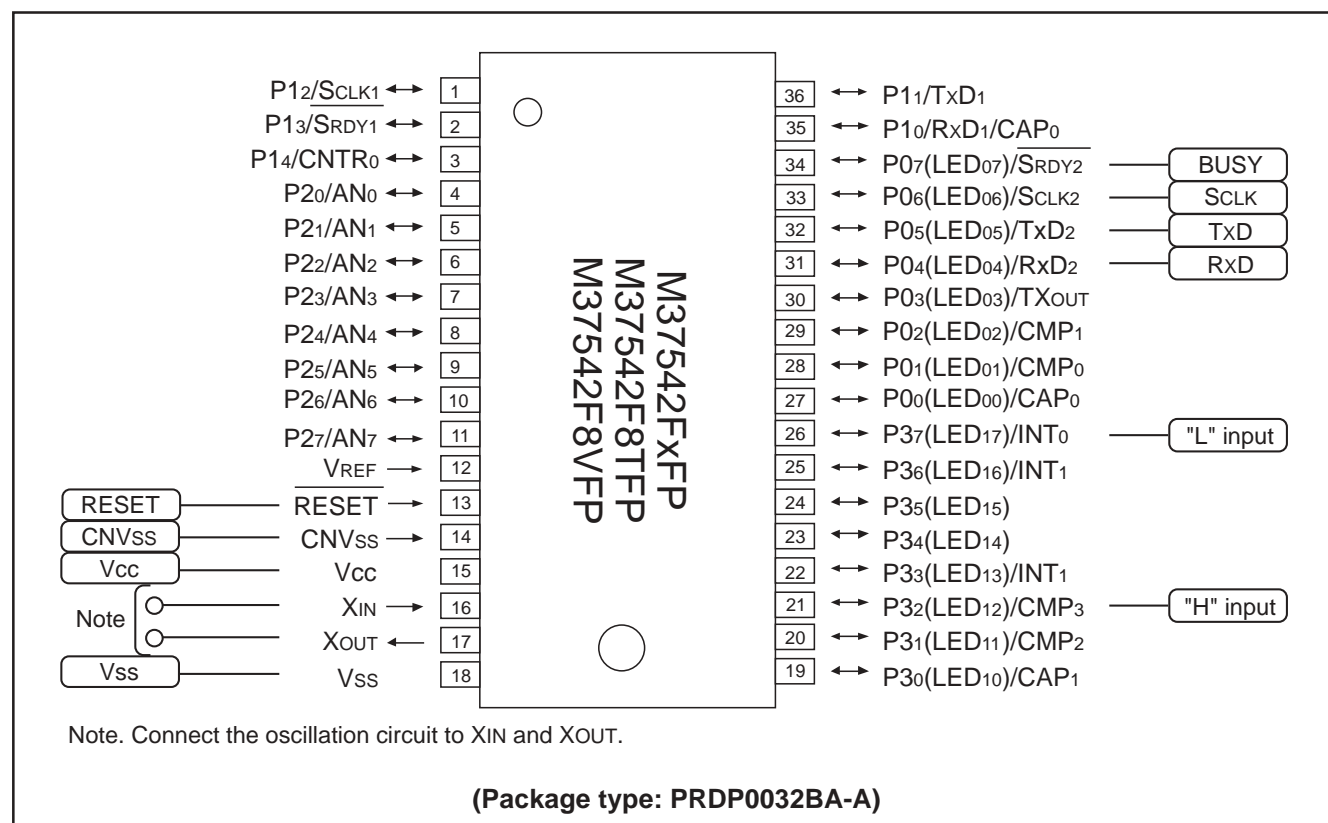 P12/SCLK1 1
P13/SRDY1 2
P14/CNTR0 3
P20/AN0 4
P21/AN1 5
P22/AN2 6
P23/AN3 7
P24/AN4 8
P25/AN5 9
P26/AN6 10
P27/AN7 11
VREF 12
RESET RESET 13
CNVSS CNVSS 14
VCC VCC 15
Note
XIN 16
XOUT 17
VSS VSS 18
M37542FxFP
M37542F8TFP
M37542F8VFP
36 P11/TXD1
35 P10/RXD1/CAP0
34 P07(LED07)/SRDY2 BUSY
33 P06(LED06)/SCLK2 SCLK
32 P05(LED05)/TxD2 TXD
31 P04(LED04)/RxD2 RXD
30 P03(LED03)/TXOUT
29 P02(LED02)/CMP1
28 P01(LED01)/CMP0
27 P00(LED00)/CAP0
26 P37(LED17)/INT0 "L" input
25 P36(LED16)/INT1
24 P35(LED15)
23 P34(LED14)
22 P33(LED13)/INT1
21 P32(LED12)/CMP3 "H" input
20 P31(LED11)/CMP2
19 P30(LED10)/CAP1
Note. Connect the oscillation circuit to XIN and XOUT.
(Package type: PRDP0032BA-A)